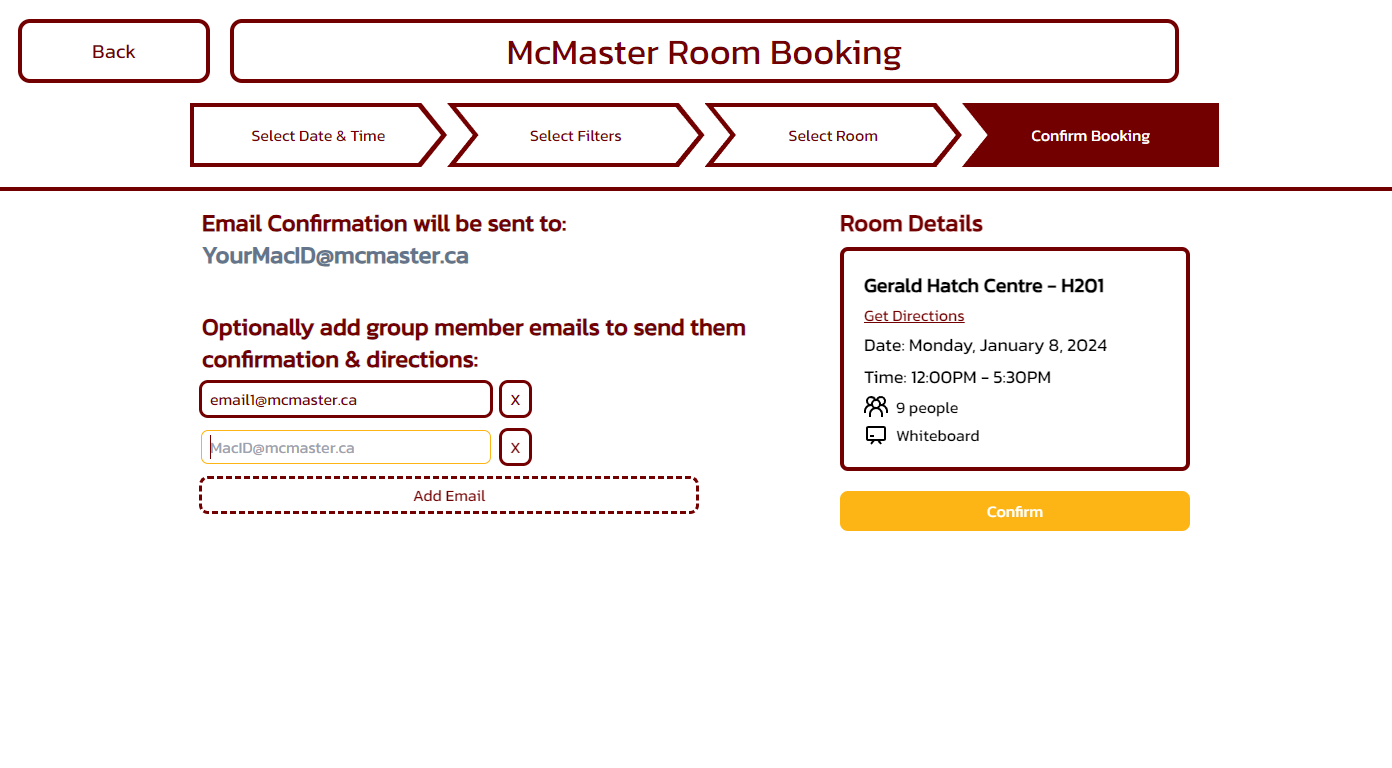 Back
McMaster Room Booking
Select Date & Time
Select Filters
Select Room
Confirm Booking
Email Confirmation will be sent to:
YourMacID@mcmaster.ca
Optionally add group member emails to send them
confirmation & directions:
email1@mcmaster.ca
X
MacID@mcmaster.ca
X
Add Email
Room Details
Gerald Hatch Centre - H201
Get Directions
Date: Monday, January 8, 2024
Time: 12:00PM - 5:30PM
9 people
Whiteboard
Confirm